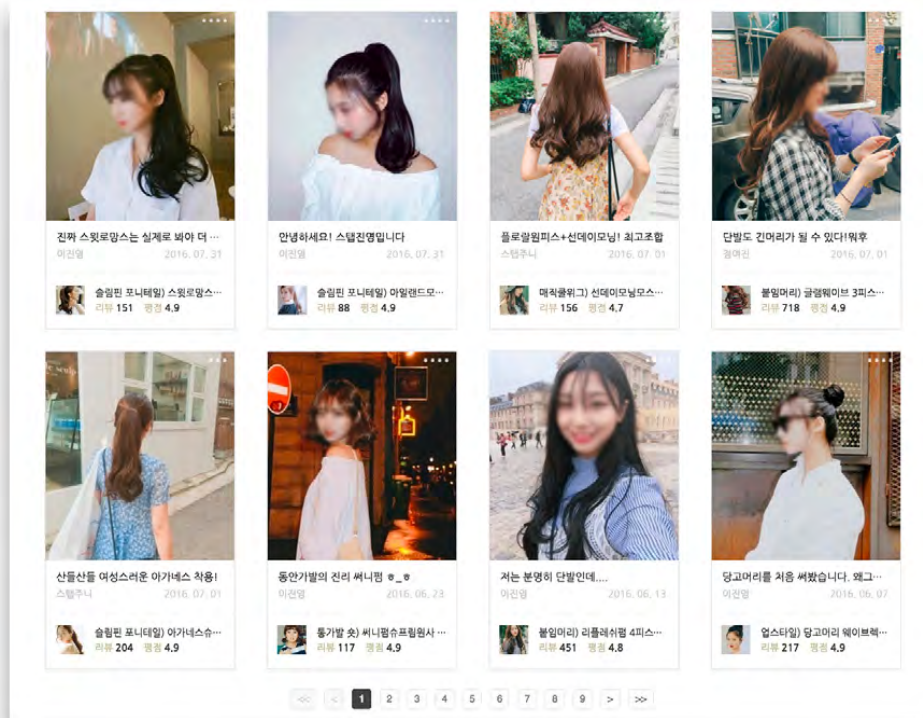 진짜 스윗로망스는 실제로 봐야 더 ...
이진영 2016. 07. 31
슬림핀 포니테일) 스윗로망스...
리뷰 151 평점 4.9
안녕하세요! 스탭진영입니다
이진영 2016. 07. 31
슬림핀 포니테일) 아일랜드모...
리뷰 88 평점 4.9
플로랄원피스+선데이모닝! 최고조합
스탭주니 2016. 07. 01
매직쿨위그) 선데이모닝모스...
리뷰 156 평점 4.7
단발도 긴머리가 될 수 있다!뭐후
2016. 07. 01
붙임머리) 글램웨이브 3피스...
리뷰 718 평점 4.9
산들산들 여성스러운 아가네스 착용!
스탭주니 2016. 07. 01
슬림핀 포니테일) 아가네스슈...
리뷰 204 평점 4.9
동안가발의 진리 써니펌 ㅎ_ㅎ
이진영 2016. 06. 23
통가발 숏) 써니펌슈프림원사 ...
리뷰 117 평점 4.9
저는 분명히 단발인데....
이진영 2016. 06. 13
붙임머리) 리플레쉬펌 4피스...
리뷰 451 평점 4.8
당고머리를 처음 써봤습니다. 왜그...
이진영 2016. 06. 07
업스타일) 당고머리 웨이브렉...
리뷰 217 평점 4.9
<< < 1 2 3 4 5 6 7 8 9 > >>